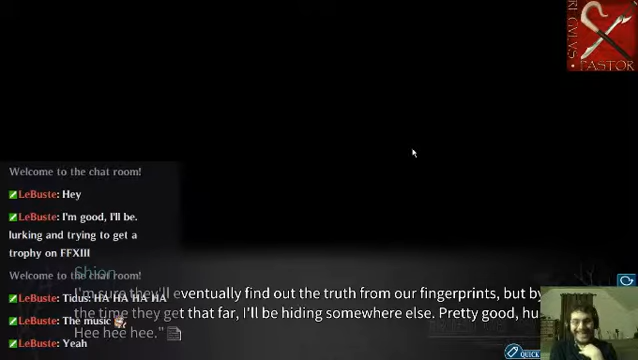 PASTOR
Welcome to the chat room!
LeBuste: Hey
LeBuste: I'm good, I'll be.
lurking and trying to get a
trophy on FFXIII
Welcome to the chat room!
Shion
LeBuste: Tidus: HA HA HA HA
I'm sure they'll eventually find out the truth from our fingerprints, but by
LeBuste: The music
the time they get that far, I'll be hiding somewhere else. Pretty good, hu
Hee hee hee."
LeBuste: Yeah
QUICK